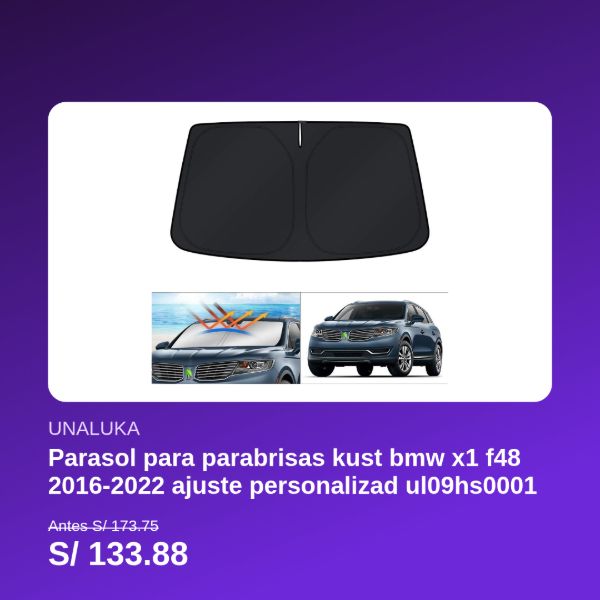 UNALUKA
Parasol para parabrisas kust bmw x1 f48
2016-2022 ajuste personalizad ul09hs0001
Antes S/ 173.75
S/ 133.88